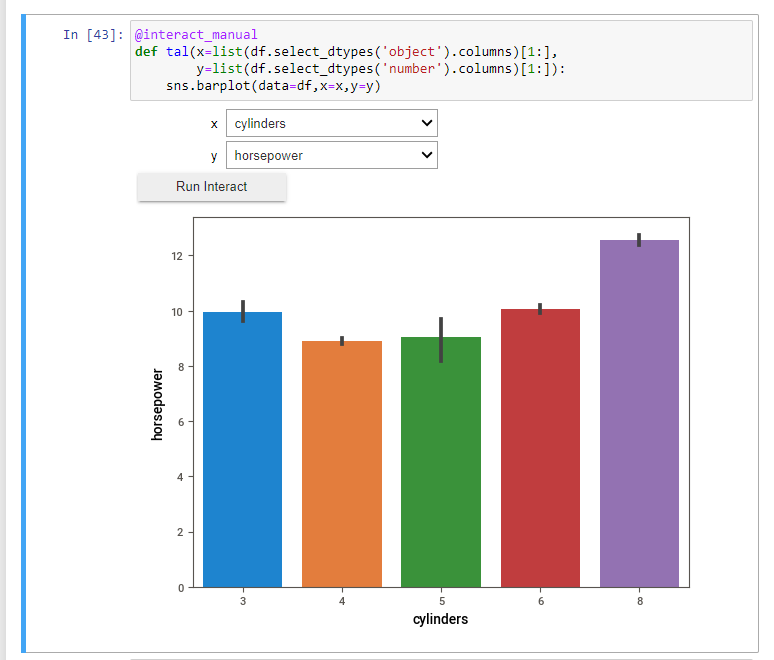 In [43]: @interact_manual
def tal(x=list(df.select_dtypes('object').columns)[1:],
y=list(df.select_dtypes('number').columns)[1:]):
sns.barplot(data=df,x=x,y=y)
x cylinders
y horsepower
Run Interact
12
10
8
6
4
2
0
horsepower
3 4 5 6 8
cylinders